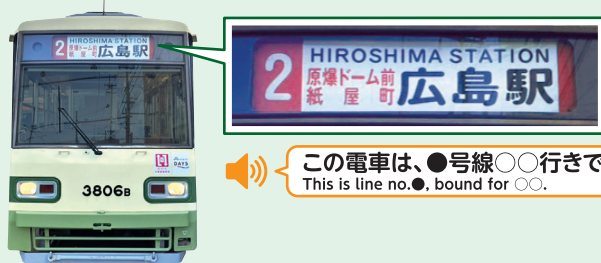 2
HIROSHIMA STATION
原爆ドーム前
紙屋町
広島駅
3806B
DAYS
2
HIROSHIMA STATION
原爆ドーム前
紙屋町
広島駅
この電車は、●号線○○行きで
This is line no.●, bound for ○○.